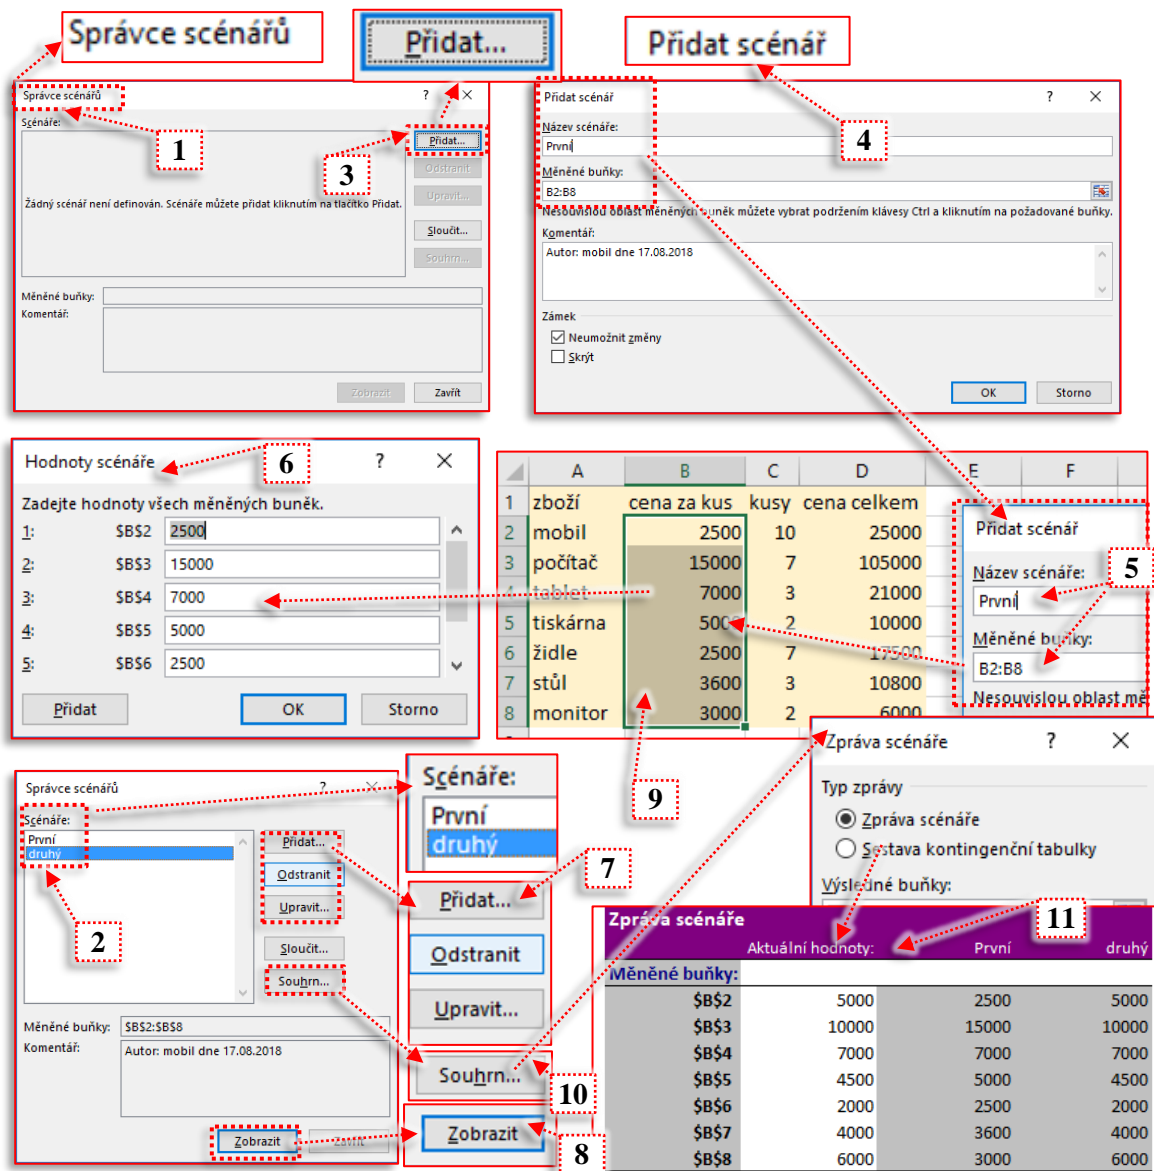 Správce scénářů
Přidat...
Přidat scénář
Správce scénářů
? ×
Scénáře:
1
3
Přidat...
Odstranit
Upravit...
Žádný scénář není definován. Scénáře můžete přidat kliknutím na tlačítko Přidat.
Sloučit...
Souhrn...
Měněné buňky:
Komentář:
Zobrazit
Zavřít
Přidat scénář
? ×
4
Název scénáře:
První
Měněné buňky:
B2:B8
Nesouvislou oblast měněných buněk můžete vybrat podržením klávesy Ctrl a kliknutím na požadované buňky.
Komentář:
Autor: mobil dne 17.08.2018
Zámek
Neumožnit změny
Skrýt
OK
Storno
Hodnoty scénáře
6
? ×
Zadejte hodnoty všech měněných buněk.
1: $B$2 2500
2: $B$3 15000
3: $B$4 7000
4: $B$5 5000
5: $B$6 2500
Přidat
OK
Storno
A B C D E F
1 zboží cena za kus kusy cena celkem
2 mobil 2500 10 25000
3 počítač 15000 7 105000
4 tablet 7000 3 21000
5 tiskárna 5000 2 10000
6 židle 2500 7 17500
7 stůl 3600 3 10800
8 monitor 3000 2 6000
Přidat scénář
Název scénáře:
5
První
Měněné buňky:
B2:B8
Nesouvislou oblast mě
9
Správce scénářů
? ×
Scénáře:
První
druhý
2
Přidat...
Odstranit
Upravit...
Sloučit...
Souhrn...
Měněné buňky:
$B$2:$B$8
Komentář:
Autor: mobil dne 17.08.2018
Zobrazit
Zavřít
Scénáře:
První
druhý
7
Přidat...
Odstranit
Upravit...
Souhrn...
10
Zobrazit
8
Zpráva scénáře
? ×
Typ zprávy
Zpráva scénáře
Sestava kontingenční tabulky
Výsledné buňky:
11
Zpráva scénáře
Aktuální hodnoty: První druhý
Měněné buňky:
$B$2 5000 2500 5000
$B$3 10000 15000 10000
$B$4 7000 7000 7000
$B$5 4500 5000 4500
$B$6 2000 2500 2000
$B$7 4000 3600 4000
$B$8 6000 3000 6000